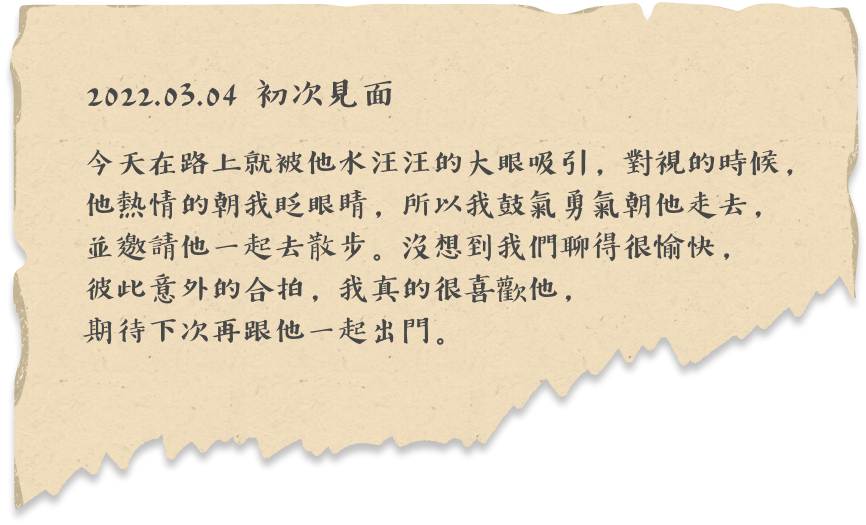 2022.03.04 初次見面
今天在路上就被他水汪汪的大眼吸引，對視的時候，
他熱情的朝我眨眼睛，所以我鼓氣勇氣朝他走去，
並邀請他一起去散步。沒想到我們聊得很愉快，
彼此意外的合拍，我真的很喜歡他，
期待下次再跟他一起出門。